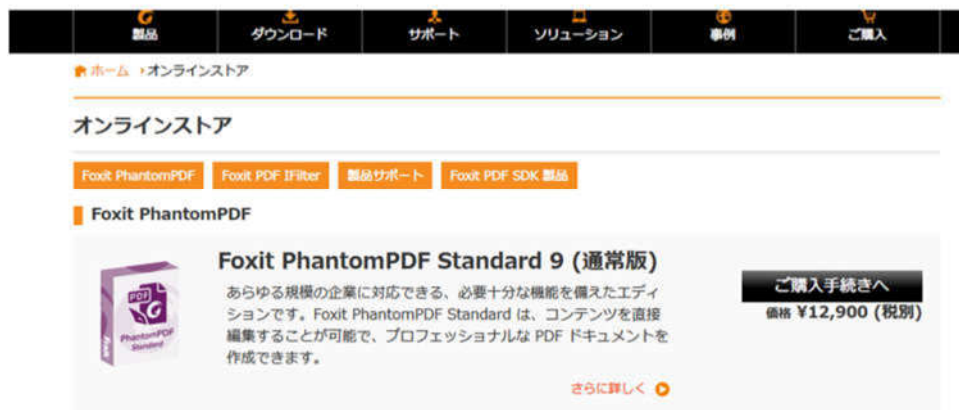 製品 ダウンロード サポート ソリューション 事例 ご購入
ホーム › オンラインストア
オンラインストア
Foxit PhantomPDF Foxit PDF IFilter 製品サポート Foxit PDF SDK 製品
Foxit PhantomPDF
Foxit PhantomPDF Standard 9 (通常版)
あらゆる規模の企業に対応できる、必要十分な機能を備えたエディ
ションです。Foxit PhantomPDF Standard は、コンテンツを直接
編集することが可能で、プロフェッショナルな PDF ドキュメントを
作成できます。
さらに詳しく
ご購入手続きへ
価格 ¥12,900 (税別)
PDF
PhantomPDF
Standard